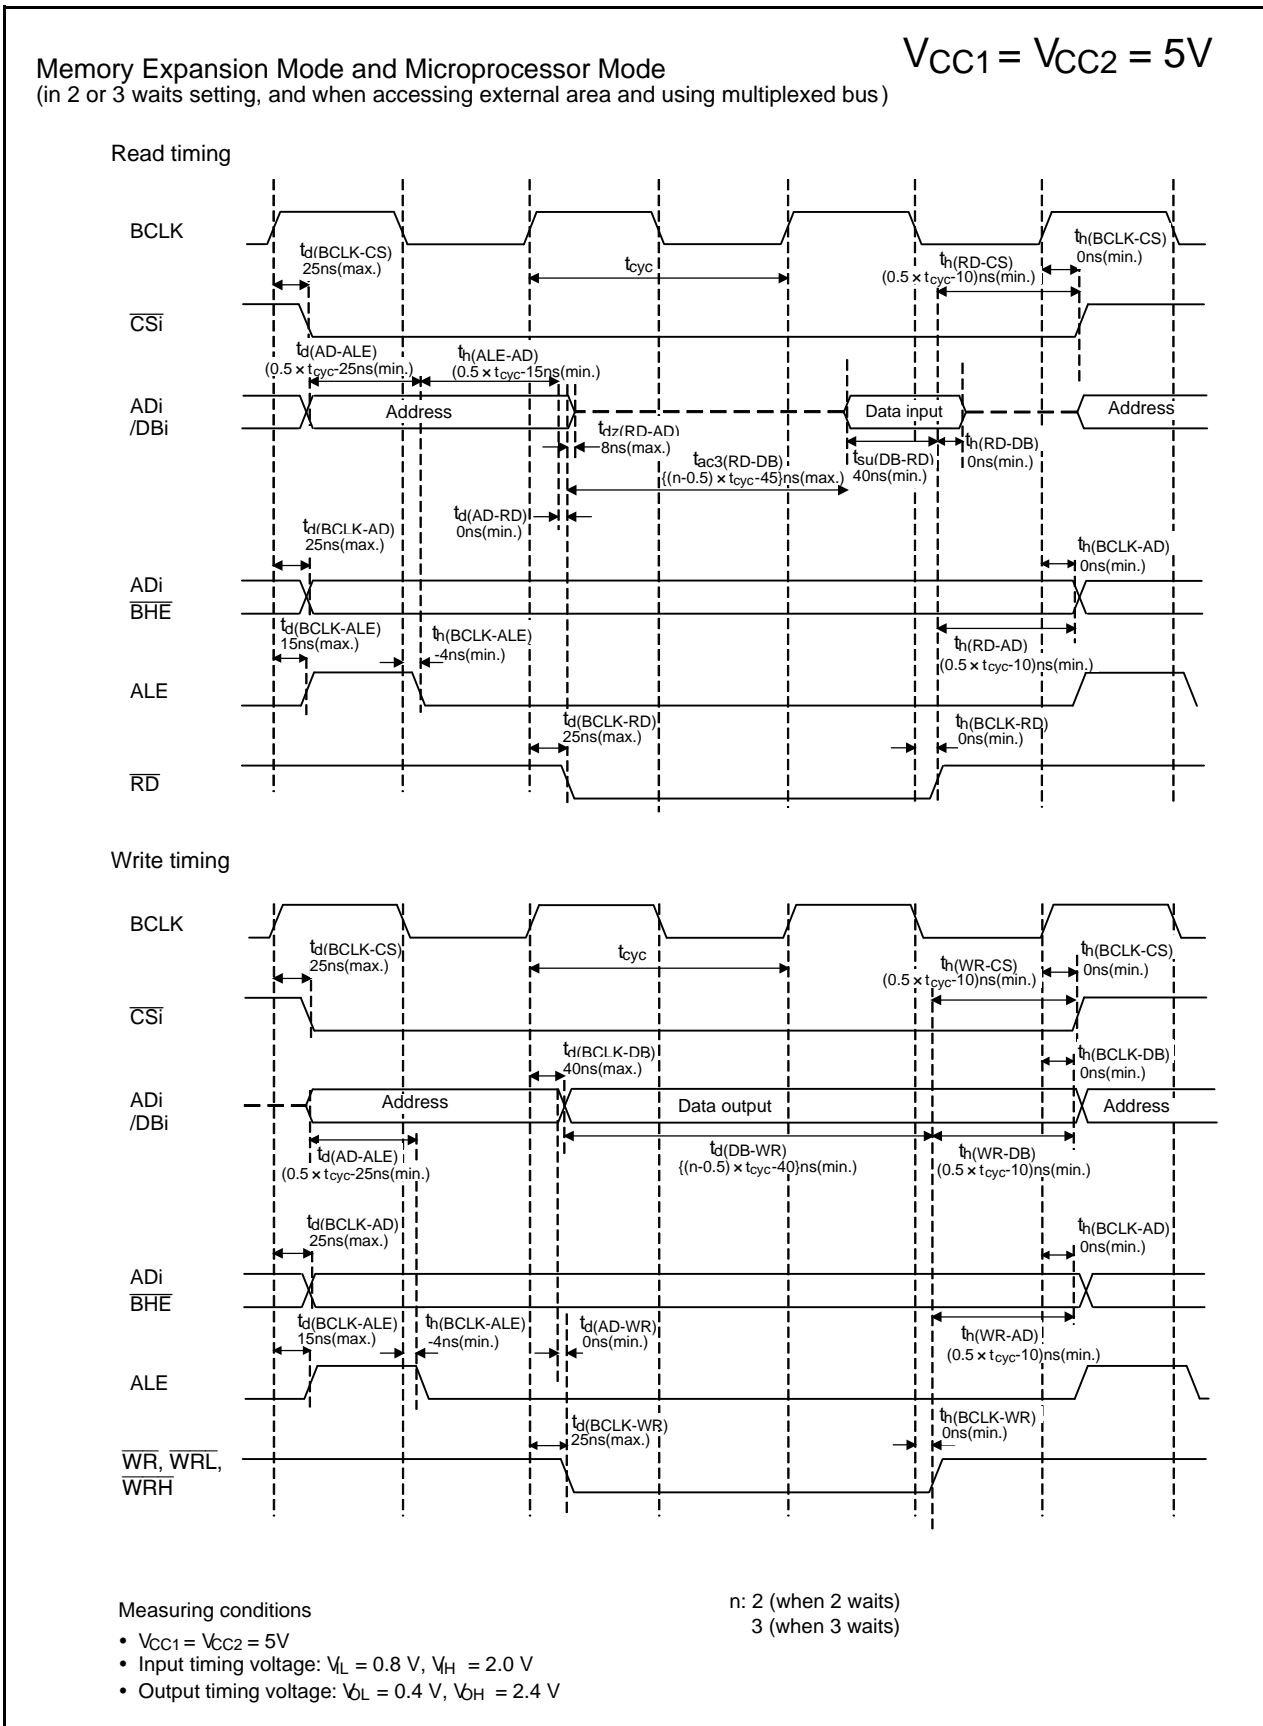 VCC1 = VCC2 = 5V
Memory Expansion Mode and Microprocessor Mode
(in 2 or 3 waits setting, and when accessing external area and using multiplexed bus)
Read timing
BCLK
td(BCLK-CS)
25ns(max.)
tcyc
th(RD-CS)
(0.5 × tcyc-10)ns(min.)
th(BCLK-CS)
0ns(min.)
CSi
td(AD-ALE)
(0.5 × tcyc-25ns(min.)
th(ALE-AD)
(0.5 × tcyc-15ns(min.)
ADi
/DBi
Address
Data input
Address
tdz(RD-AD)
8ns(max.)
tac3(RD-DB)
{(n-0.5) × tcyc-45}ns(max.)
tsu(DB-RD)
40ns(min.)
th(RD-DB)
0ns(min.)
td(AD-RD)
0ns(min.)
td(BCLK-AD)
25ns(max.)
th(BCLK-AD)
0ns(min.)
ADi
BHE
td(BCLK-ALE)
15ns(max.)
th(BCLK-ALE)
-4ns(min.)
th(RD-AD)
(0.5 × tcyc-10)ns(min.)
ALE
td(BCLK-RD)
25ns(max.)
th(BCLK-RD)
0ns(min.)
RD
Write timing
BCLK
td(BCLK-CS)
25ns(max.)
tcyc
th(WR-CS)
(0.5 × tcyc-10)ns(min.)
th(BCLK-CS)
0ns(min.)
CSi
td(BCLK-DB)
40ns(max.)
th(BCLK-DB)
0ns(min.)
ADi
/DBi
Address
Data output
Address
td(AD-ALE)
(0.5 × tcyc-25ns(min.)
td(DB-WR)
{(n-0.5) × tcyc-40}ns(min.)
th(WR-DB)
(0.5 × tcyc-10)ns(min.)
td(BCLK-AD)
25ns(max.)
th(BCLK-AD)
0ns(min.)
ADi
BHE
td(BCLK-ALE)
15ns(max.)
th(BCLK-ALE)
-4ns(min.)
td(AD-WR)
0ns(min.)
th(WR-AD)
(0.5 × tcyc-10)ns(min.)
ALE
td(BCLK-WR)
25ns(max.)
th(BCLK-WR)
0ns(min.)
WR, WRL,
WRH
Measuring conditions
• VCC1 = VCC2 = 5V
• Input timing voltage: VIL = 0.8 V, VIH = 2.0 V
• Output timing voltage: VOL = 0.4 V, VOH = 2.4 V
n: 2 (when 2 waits)
3 (when 3 waits)